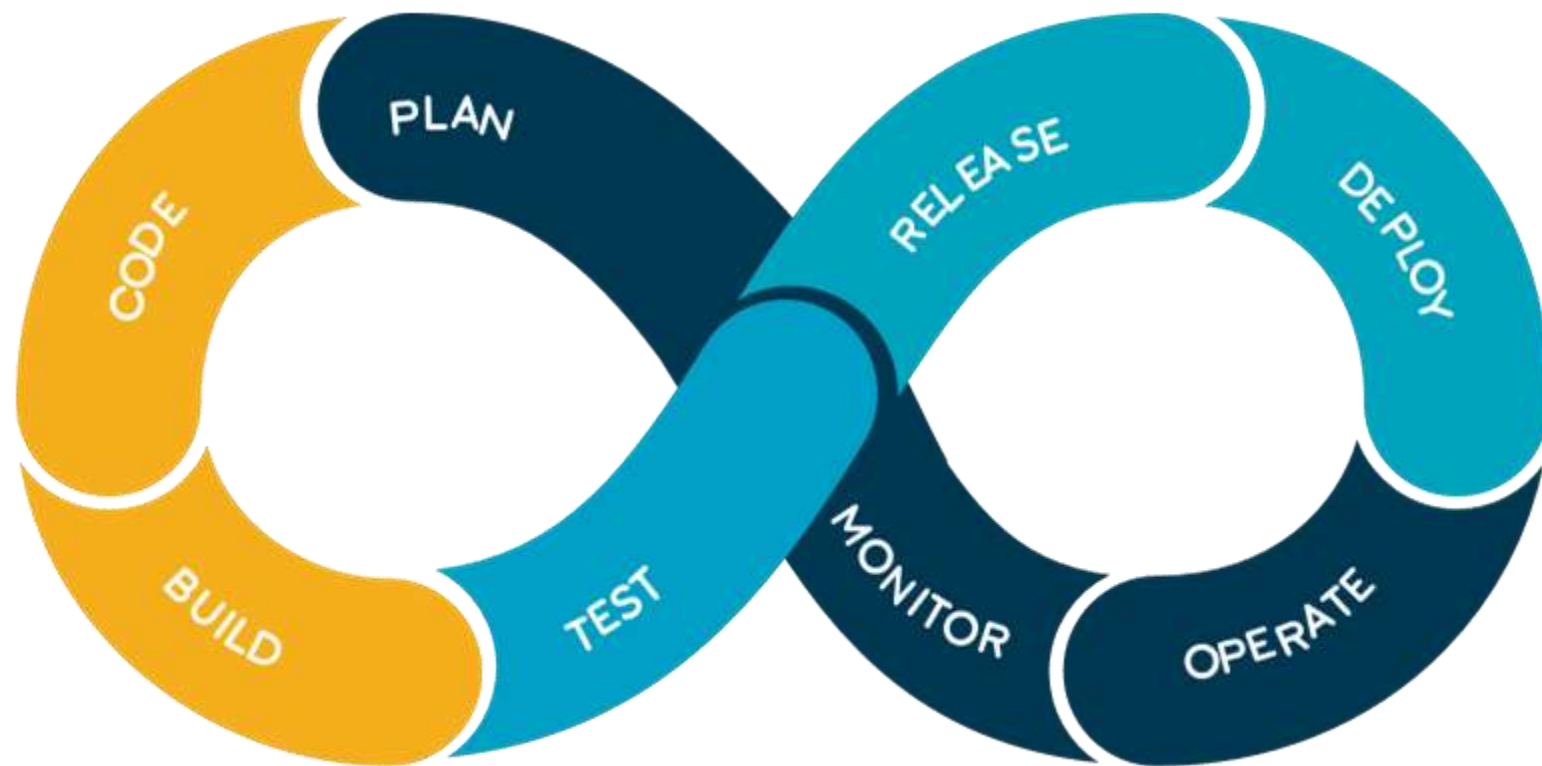 PLAN
CODE
BUILD
TEST
RELEASE
DEPLOY
OPERATE
MONITOR